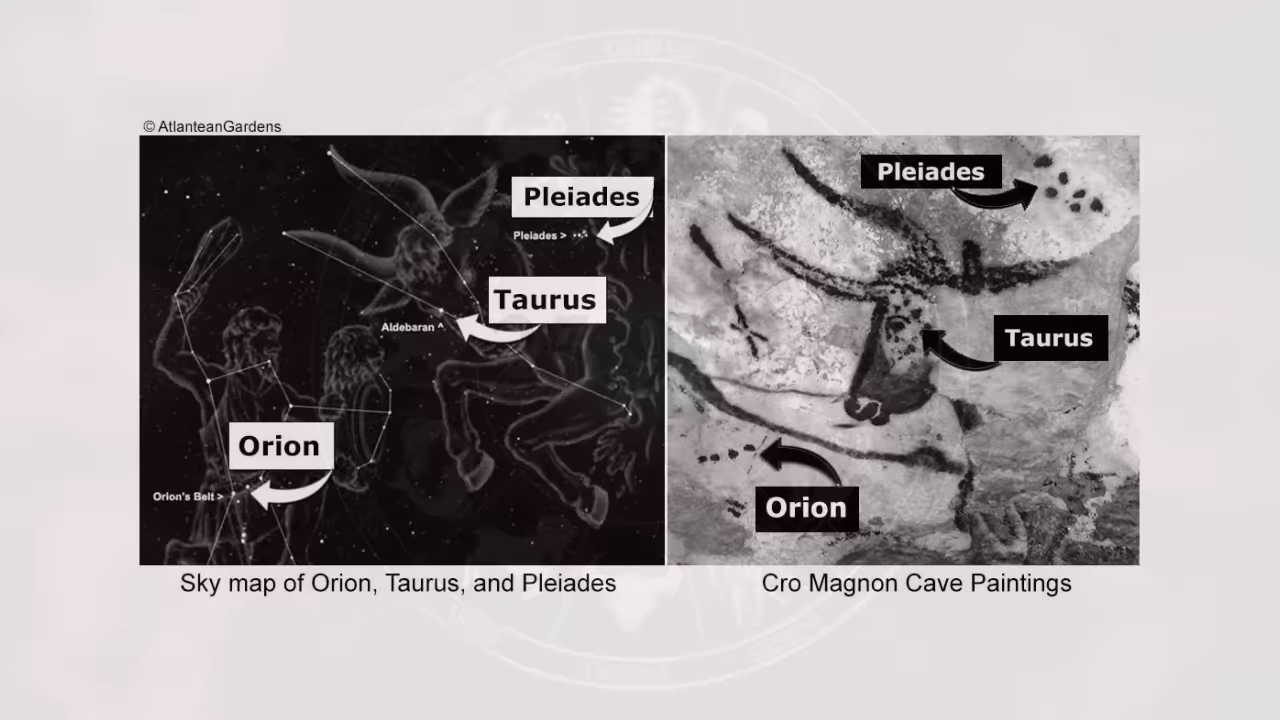 © AtlanteanGardens
Pleiades
Pleiades >
Taurus
Aldebaran ^
Orion
Orion's Belt >
Pleiades
Taurus
Orion
Sky map of Orion, Taurus, and Pleiades
Cro Magnon Cave Paintings